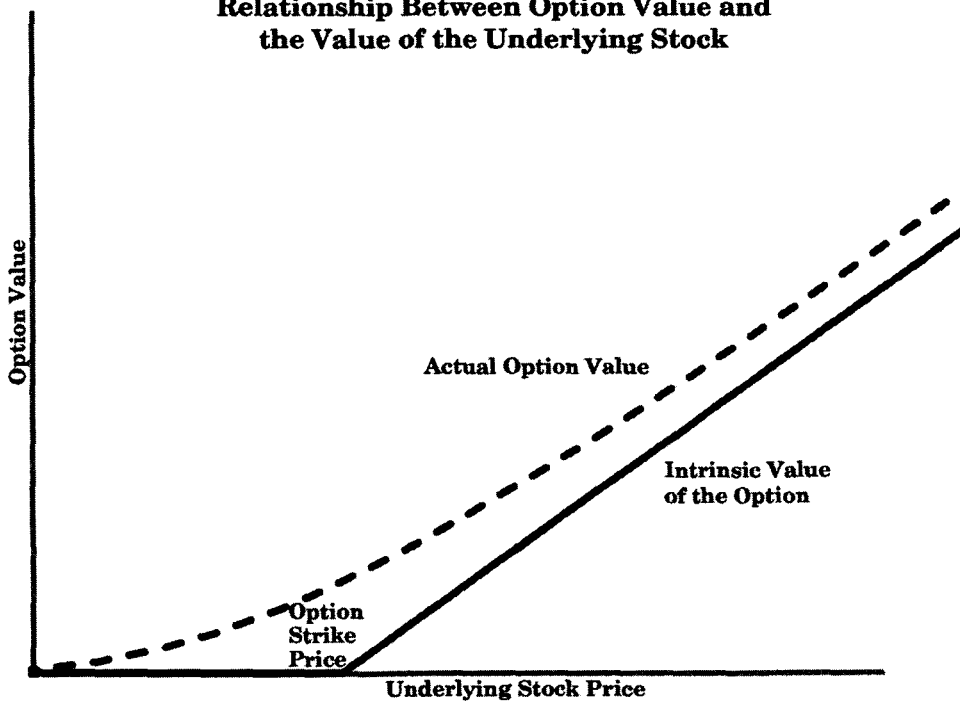 Relationship Between Option Value and
the Value of the Underlying Stock
Option Value
Actual Option Value
Intrinsic Value
of the Option
Option
Strike
Price
Underlying Stock Price